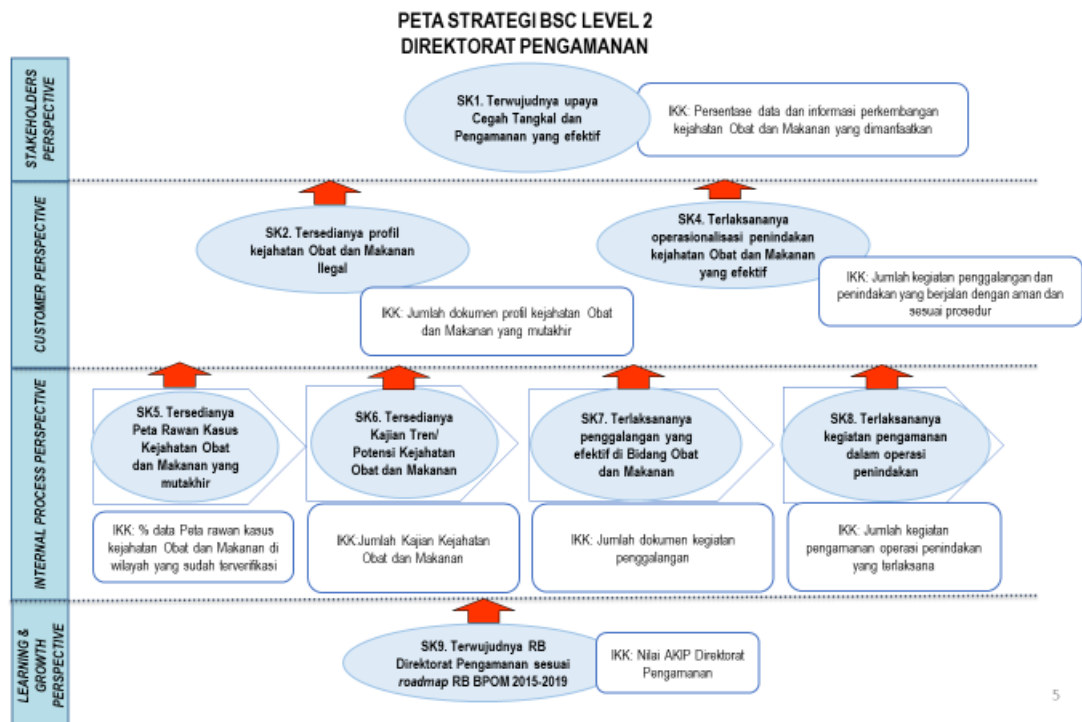 PETA STRATEGI BSC LEVEL 2
DIREKTORAT PENGAMANAN
STAKEHOLDERS
PERSPECTIVE
SK1. Terwujudnya upaya
Cegah Tangkal dan
Pengamanan yang efektif
IKK: Persentase data dan informasi perkembangan
kejahatan Obat dan Makanan yang dimanfaatkan
CUSTOMER PERSPECTIVE
SK2. Tersedianya profil
kejahatan Obat dan Makanan
Ilegal
IKK: Jumlah dokumen profil kejahatan Obat
dan Makanan yang mutakhir
SK4. Terlaksananya
operasionalisasi penindakan
kejahatan Obat dan Makanan
yang efektif
IKK: Jumlah kegiatan penggalangan dan
penindakan yang berjalan dengan aman dan
sesuai prosedur
INTERNAL PROCESS PERSPECTIVE
SK5. Tersedianya
Peta Rawan Kasus
Kejahatan Obat
dan Makanan yang
mutakhir
IKK: % data Peta rawan kasus
kejahatan Obat dan Makanan di
wilayah yang sudah terverifikasi
SK6. Tersedianya
Kajian Tren/
Potensi Kejahatan
Obat dan Makanan
IKK:Jumlah Kajian Kejahatan
Obat dan Makanan
SK7. Terlaksananya
penggalangan yang
efektif di Bidang Obat
dan Makanan
IKK: Jumlah dokumen kegiatan
penggalangan
SK8. Terlaksananya
kegiatan pengamanan
dalam operasi
penindakan
IKK: Jumlah kegiatan
pengamanan operasi penindakan
yang terlaksana
LEARNING &
GROWTH
PERSPECTIVE
SK9. Terwujudnya RB
Direktorat Pengamanan sesuai
roadmap RB BPOM 2015-2019
IKK: Nilai AKIP Direktorat
Pengamanan
5